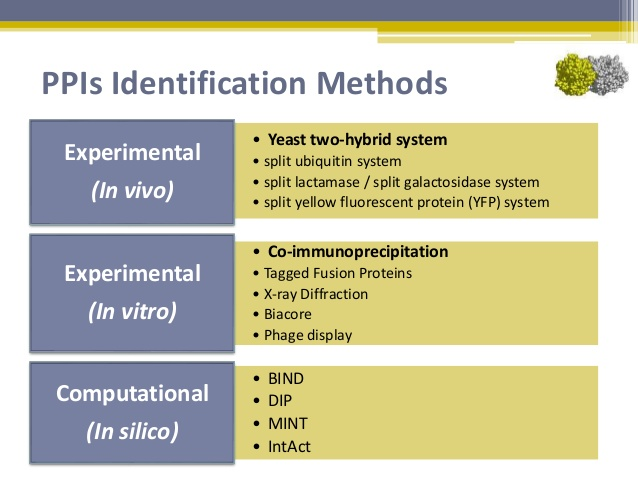 PPIs Identification Methods
Experimental
(In vivo)
• Yeast two-hybrid system
• split ubiquitin system
• split lactamase / split galactosidase system
• split yellow fluorescent protein (YFP) system
Experimental
(In vitro)
• Co-immunoprecipitation
• Tagged Fusion Proteins
• X-ray Diffraction
• Biacore
• Phage display
Computational
(In silico)
• BIND
• DIP
• MINT
• IntAct